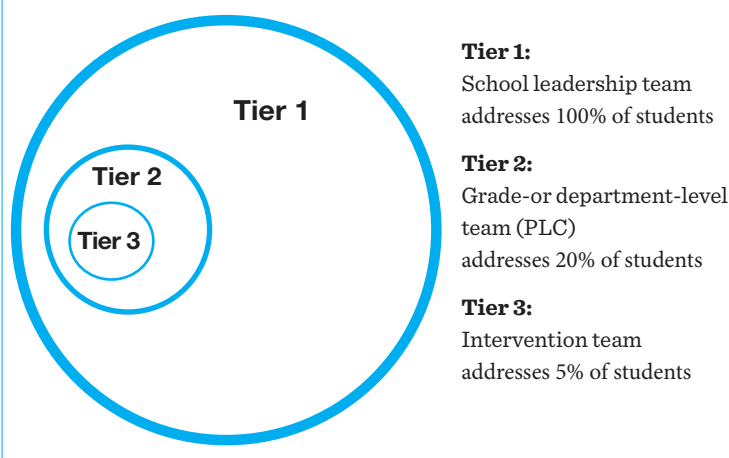 Tier 1
Tier 2
Tier 3
Tier 1:
School leadership team
addresses 100% of students
Tier 2:
Grade-or department-level
team (PLC)
addresses 20% of students
Tier 3:
Intervention team
addresses 5% of students